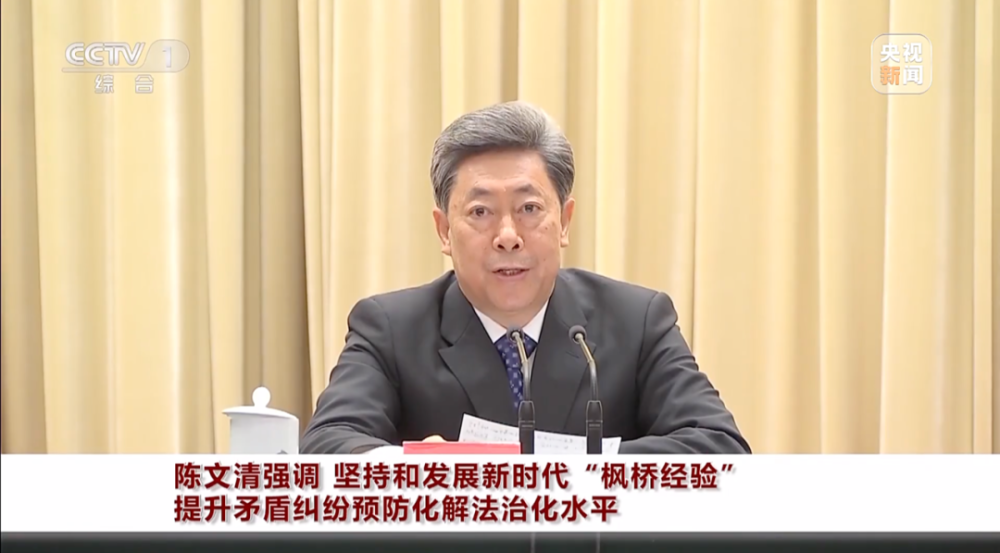 CCTV 1
综合
央视
新闻
陈文清强调 坚持和发展新时代“枫桥经验”
提升矛盾纠纷预防化解法治化水平